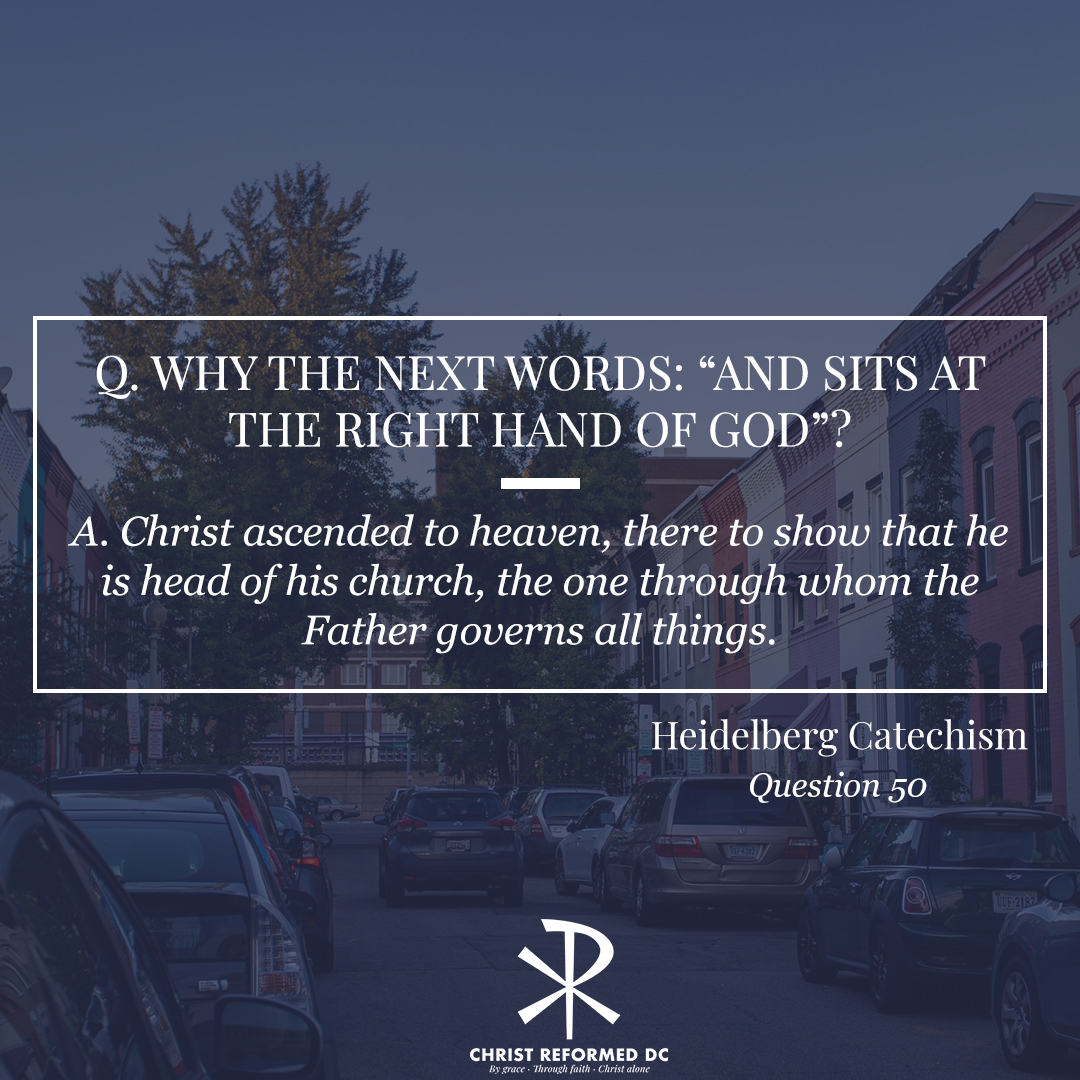 Q. WHY THE NEXT WORDS: “AND SITS AT
THE RIGHT HAND OF GOD”?
A. Christ ascended to heaven, there to show that he
is head of his church, the one through whom the
Father governs all things.
Heidelberg Catechism
Question 50
CHRIST REFORMED DC
By grace · Through faith · Christ alone